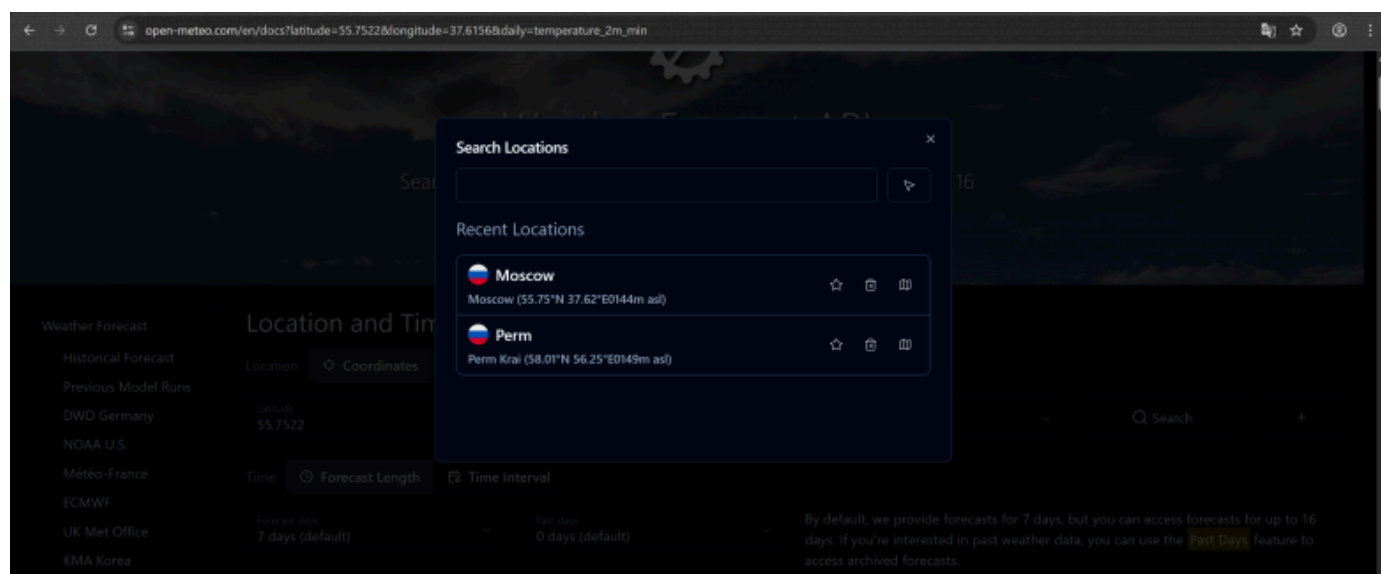 open-meteo.com/en/docs?latitude=55.7522&longitude=37.6156&daily=temperature_2m_min
Search Locations
Sear
16
Recent Locations
Moscow
Moscow (55.75°N 37.62°E0144m asl)
Perm
Perm Krai (58.01°N 56.25°E0149m asl)
Weather Forecast
Historical Forecast
Previous Model Runs
DWD Germany
NOAA U.S.
Météo-France
ECMWF
UK Met Office
KMA Korea
Location and Tim
Location: Coordinates
Latitude
55,7522
Search +
Time: Forecast Length Time Interval
Forecast days
7 days (default)
Past days
0 days (default)
By default, we provide forecasts for 7 days, but you can access forecasts for up to 16
days. If you're interested in past weather data, you can use the Past Days feature to
access archived forecasts.